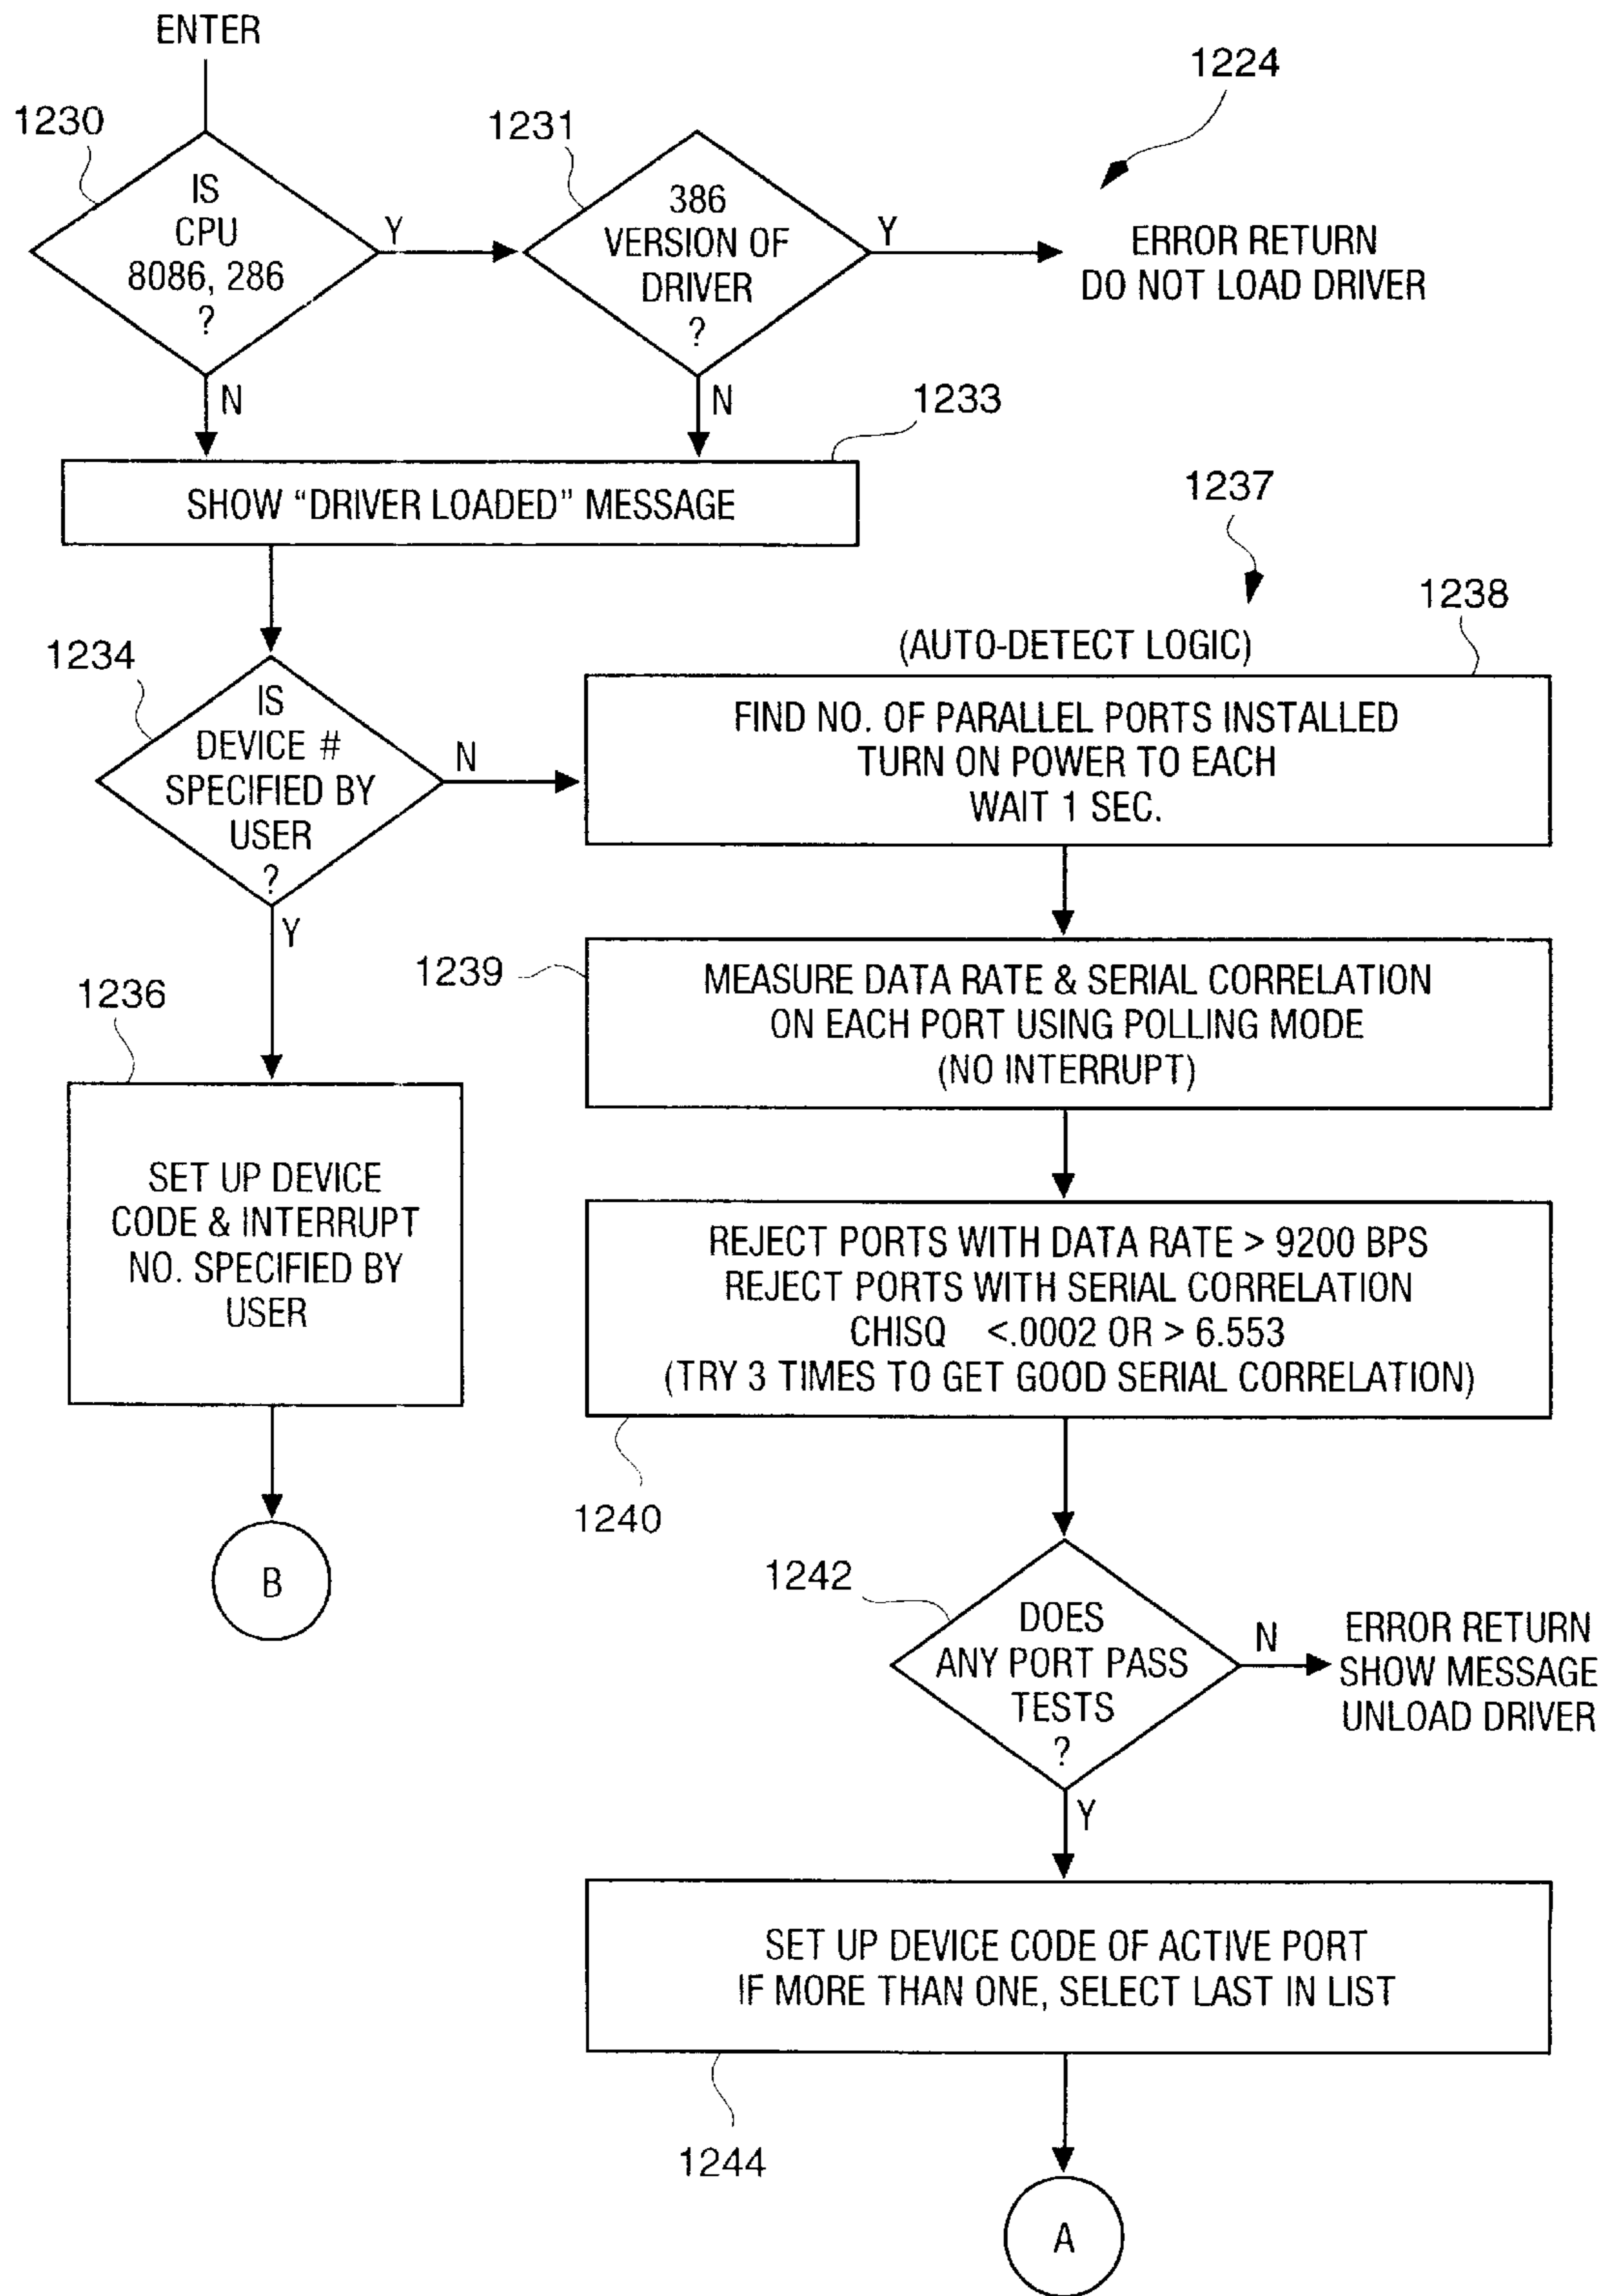 ENTER
1224
1230
1231
IS
CPU
8086, 286
?
Y
386
VERSION OF
DRIVER
?
Y
ERROR RETURN
DO NOT LOAD DRIVER
N
N
1233
SHOW “DRIVER LOADED” MESSAGE
1237
1238
1234
(AUTO-DETECT LOGIC)
IS
DEVICE #
SPECIFIED BY
USER
?
N
Y
FIND NO. OF PARALLEL PORTS INSTALLED
TURN ON POWER TO EACH
WAIT 1 SEC.
1239
MEASURE DATA RATE & SERIAL CORRELATION
ON EACH PORT USING POLLING MODE
(NO INTERRUPT)
1236
SET UP DEVICE
CODE & INTERRUPT
NO. SPECIFIED BY
USER
REJECT PORTS WITH DATA RATE > 9200 BPS
REJECT PORTS WITH SERIAL CORRELATION
CHISQ <.0002 OR > 6.553
(TRY 3 TIMES TO GET GOOD SERIAL CORRELATION)
1240
B
1242
DOES
ANY PORT PASS
TESTS
?
N
ERROR RETURN
SHOW MESSAGE
UNLOAD DRIVER
Y
SET UP DEVICE CODE OF ACTIVE PORT
IF MORE THAN ONE, SELECT LAST IN LIST
1244
A